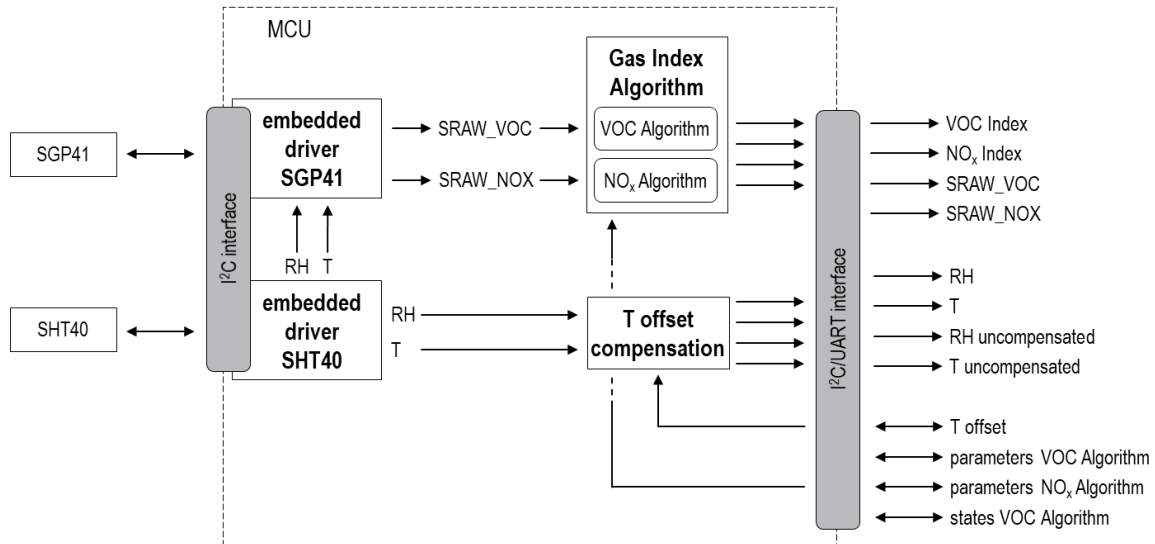 MCU
Gas Index
Algorithm
VOC Algorithm
NOₓ Algorithm
embedded
driver
SGP41
SRAW_VOC
SRAW_NOX
SGP41
I²C interface
RH T
embedded
driver
SHT40
SHT40
RH
T
T offset
compensation
I²C/UART interface
VOC Index
NOₓ Index
SRAW_VOC
SRAW_NOX
RH
T
RH uncompensated
T uncompensated
T offset
parameters VOC Algorithm
parameters NOₓ Algorithm
states VOC Algorithm